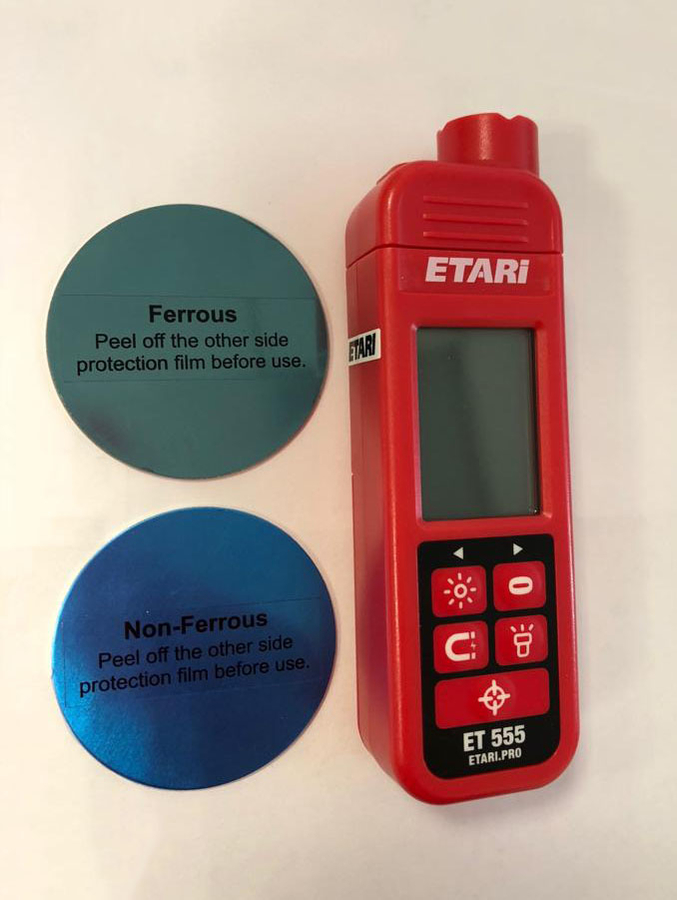 Ferrous
Peel off the other side
protection film before use.
Non-Ferrous
Peel off the other side
protection film before use.
ETARi
ETARI
ET 555
ETARI.PRO